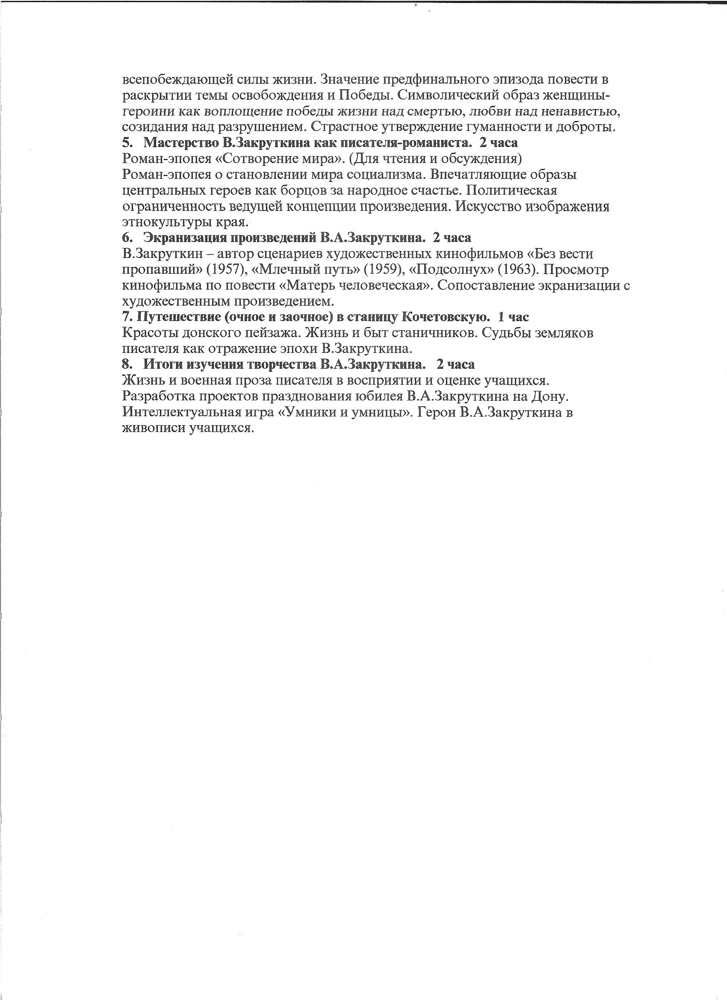 всепобеждающей силы жизни. Значение предфинального эпизода повести в
раскрытии темы освобождения и Победы. Символический образ женщины-
героини как воплощение победы жизни над смертью, любви над ненавистью,
созидания над разрушением. Страстное утверждение гуманности и доброты.
5. Мастерство В.Закруткина как писателя-романиста. 2 часа
Роман-эпопея «Сотворение мира». (Для чтения и обсуждения)
Роман-эпопея о становлении мира социализма. Впечатляющие образы
центральных героев как борцов за народное счастье. Политическая
ограниченность ведущей концепции произведения. Искусство изображения
этнокультуры края.
6. Экранизация произведений В.А.Закруткина. 2 часа
В.Закруткин – автор сценариев художественных кинофильмов «Без вести
пропавший» (1957), «Млечный путь» (1959), «Подсолнух» (1963). Просмотр
кинофильма по повести «Матерь человеческая». Сопоставление экранизации с
художественным произведением.
7. Путешествие (очное и заочное) в станицу Кочетовскую. 1 час
Красоты донского пейзажа. Жизнь и быт станичников. Судьбы земляков
писателя как отражение эпохи В.Закруткина.
8. Итоги изучения творчества В.А.Закруткина. 2 часа
Жизнь и военная проза писателя в восприятии и оценке учащихся.
Разработка проектов празднования юбилея В.А.Закруткина на Дону.
Интеллектуальная игра «Умники и умницы». Герои В.А.Закруткина в
живописи учащихся.